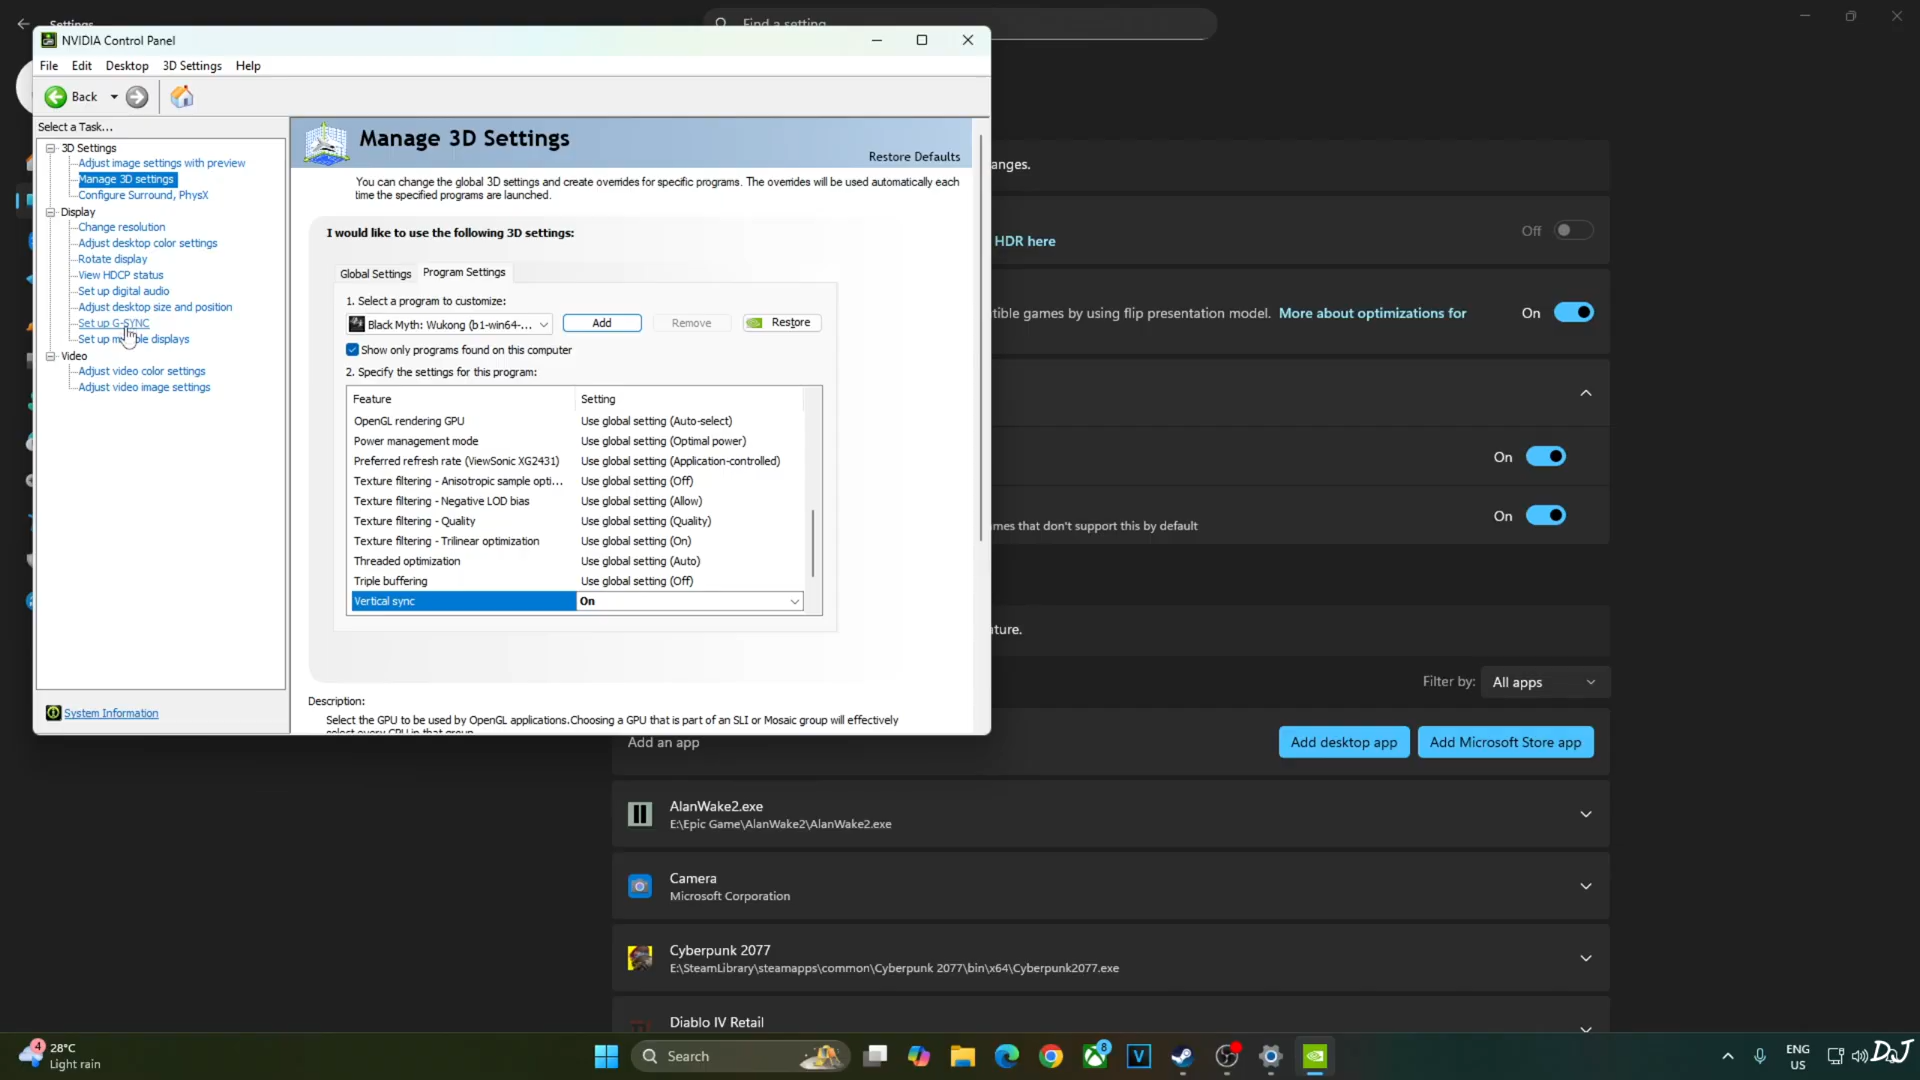 Settings
Find a setting
NVIDIA Control Panel
File Edit Desktop 3D Settings Help
Back
Select a Task...
3D Settings
Adjust image settings with preview
Manage 3D settings
Configure Surround, PhysX
Display
Change resolution
Adjust desktop color settings
Rotate display
View HDCP status
Set up digital audio
Adjust desktop size and position
Set up G-SYNC
Set up multiple displays
Video
Adjust video color settings
Adjust video image settings
System Information
Manage 3D Settings
Restore Defaults
You can change the global 3D settings and create overrides for specific programs. The overrides will be used automatically each
time the specified programs are launched.
I would like to use the following 3D settings:
Global Settings Program Settings
1. Select a program to customize:
Black Myth: Wukong (b1-win64-... Add Remove Restore
Show only programs found on this computer
2. Specify the settings for this program:
Feature Setting
OpenGL rendering GPU Use global setting (Auto-select)
Power management mode Use global setting (Optimal power)
Preferred refresh rate (ViewSonic XG2431) Use global setting (Application-controlled)
Texture filtering - Anisotropic sample opti... Use global setting (Off)
Texture filtering - Negative LOD bias Use global setting (Allow)
Texture filtering - Quality Use global setting (Quality)
Texture filtering - Trilinear optimization Use global setting (On)
Threaded optimization Use global setting (Auto)
Triple buffering Use global setting (Off)
Vertical sync On
Description:
Select the GPU to be used by OpenGL applications.Choosing a GPU that is part of an SLI or Mosaic group will effectively
anges.
HDR here
Off
tible games by using flip presentation model. More about optimizations for
On
On
mes that don't support this by default
On
ture.
Filter by: All apps
Add an app
Add desktop app Add Microsoft Store app
AlanWake2.exe
E:\Epic Game\AlanWake2\AlanWake2.exe
Camera
Microsoft Corporation
Cyberpunk 2077
E:\SteamLibrary\steamapps\common\Cyberpunk 2077\bin\x64\Cyberpunk2077.exe
Diablo IV Retail
4
28°C
Light rain
Search
8
V
ENG
US
DJ